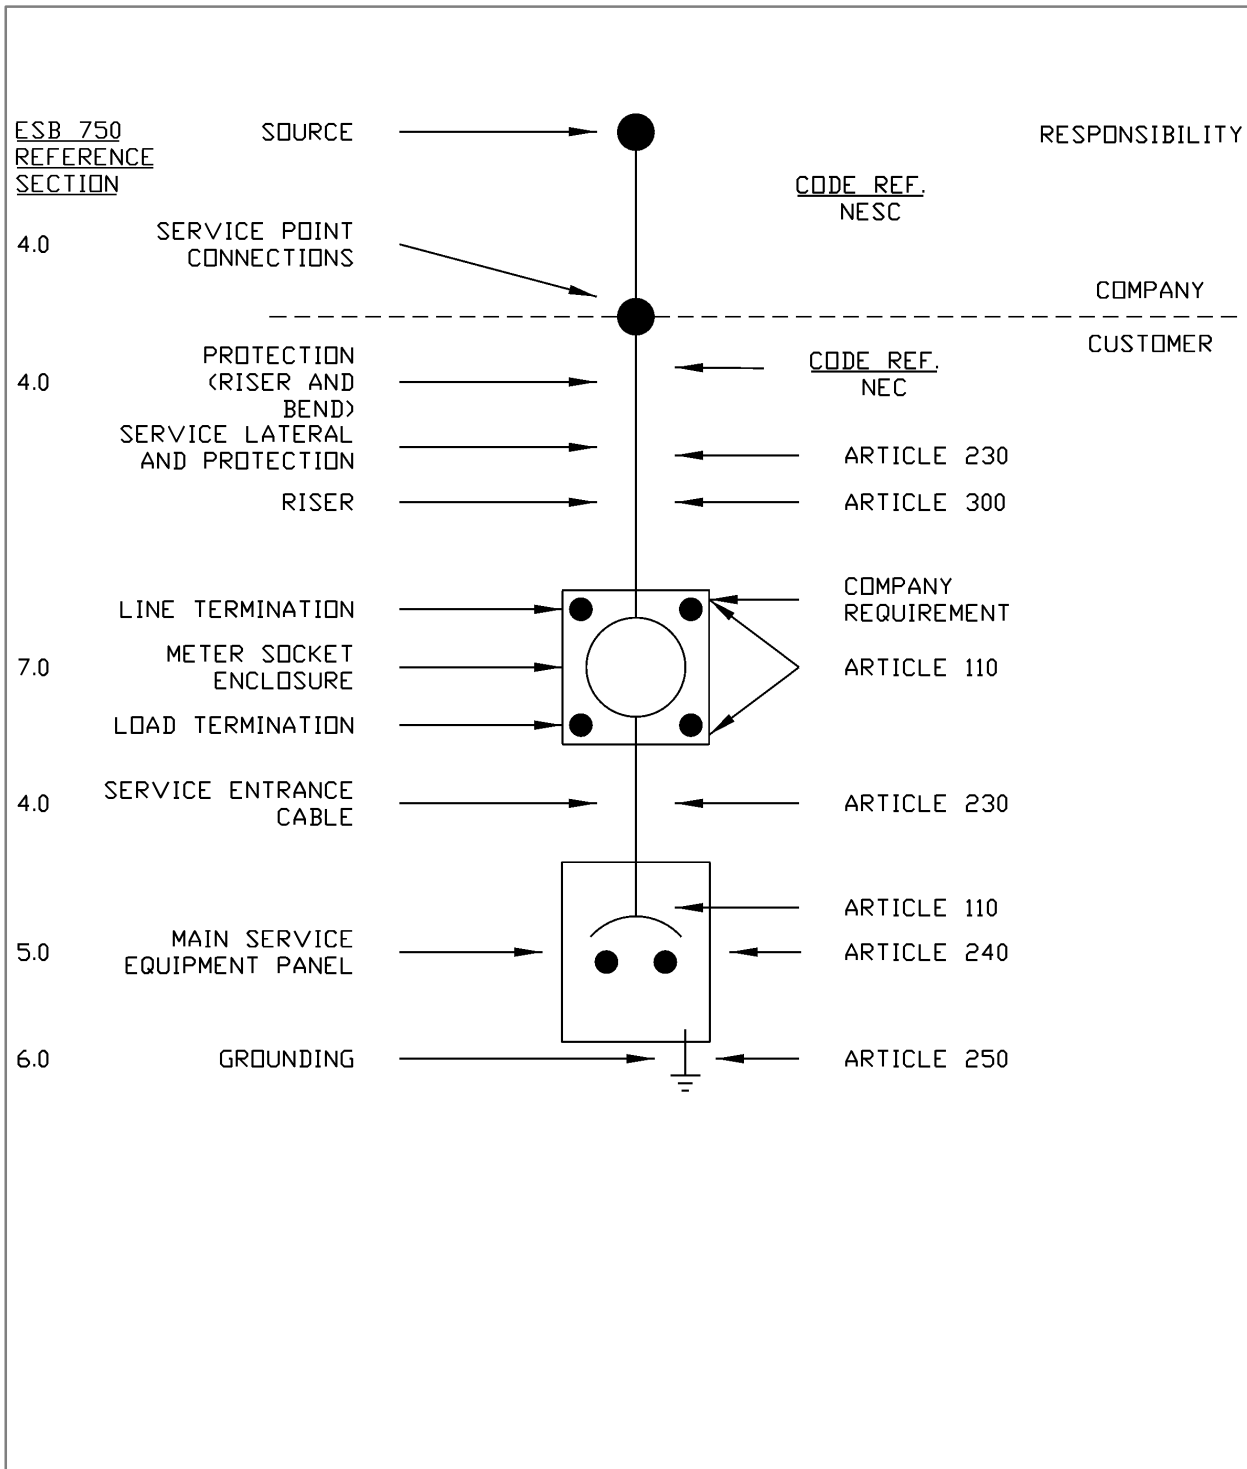 ESB 750
REFERENCE
SECTION
SOURCE
RESPONSIBILITY
CODE REF.
NESC
4.0
SERVICE POINT
CONNECTIONS
COMPANY
CUSTOMER
4.0
PROTECTION
(RISER AND
BEND)
CODE REF.
NEC
SERVICE LATERAL
AND PROTECTION
ARTICLE 230
RISER
ARTICLE 300
LINE TERMINATION
COMPANY
REQUIREMENT
7.0
METER SOCKET
ENCLOSURE
ARTICLE 110
LOAD TERMINATION
4.0
SERVICE ENTRANCE
CABLE
ARTICLE 230
ARTICLE 110
5.0
MAIN SERVICE
EQUIPMENT PANEL
ARTICLE 240
6.0
GROUNDING
ARTICLE 250